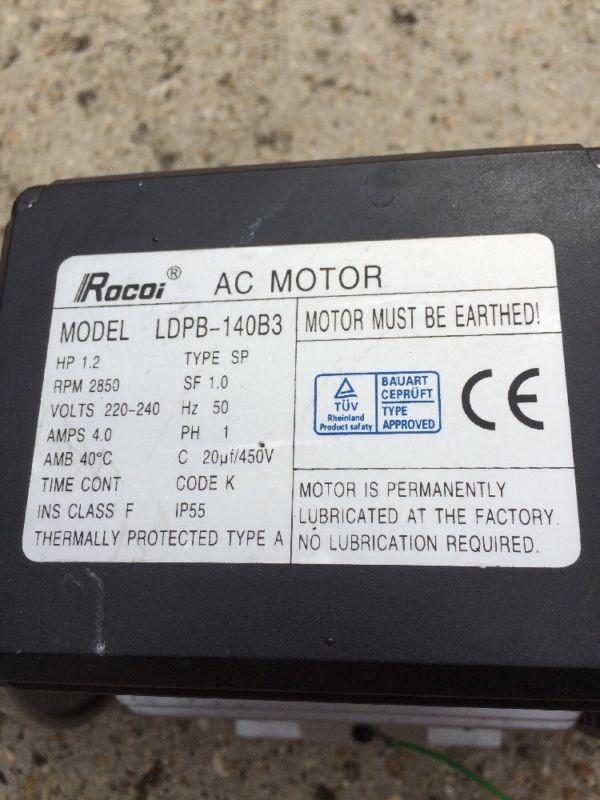 Rocoi® AC MOTOR
MODEL LDPB-140B3
HP 1.2 TYPE SP
RPM 2850 SF 1.0
VOLTS 220-240 Hz 50
AMPS 4.0 PH 1
AMB 40°C C 20µf/450V
TIME CONT CODE K
INS CLASS F IP55
THERMALLY PROTECTED TYPE A
MOTOR MUST BE EARTHED!
TÜV
Rheinland
Product safety
BAUART
GEPRÜFT
TYPE
APPROVED
CE
MOTOR IS PERMANENTLY
LUBRICATED AT THE FACTORY.
NO LUBRICATION REQUIRED.